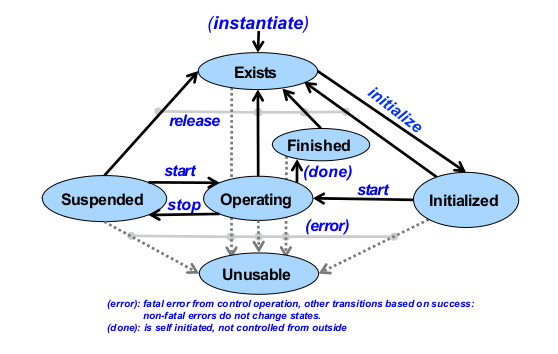 (instantiate)
Exists
initialize
release
Finished
start
(done)
start
Suspended
Operating
Initialized
stop
(error)
Unusable
(error): fatal error from control operation, other transitions based on success:
non-fatal errors do not change states.
(done): is self initiated, not controlled from outside